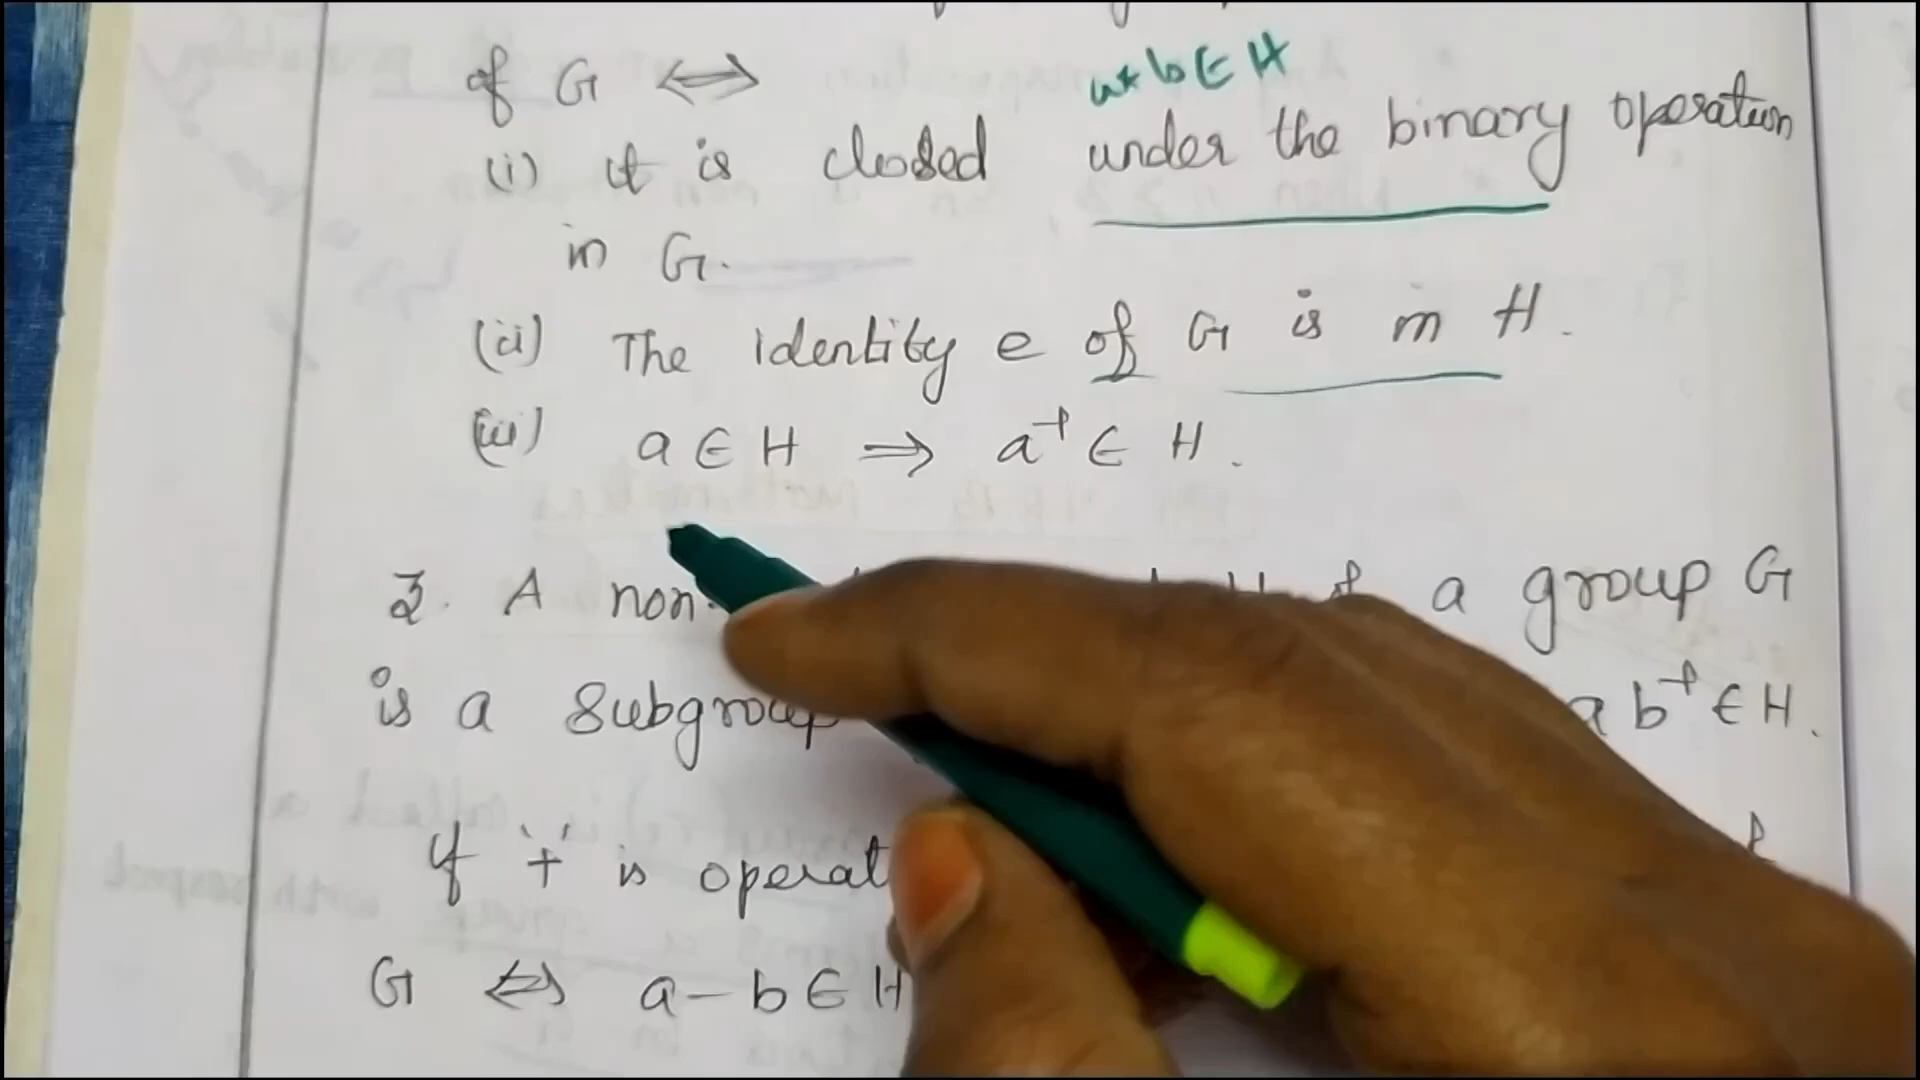 of G ⇔
a * b ∈ H
(i) it is closed under the binary operation
in G.
(ii) The identity e of G is in H.
(iii) a ∈ H ⇒ a⁻¹ ∈ H.
2. A non- H of a group G
is a subgroup ab⁻¹ ∈ H.
If '+' is operat
G ⇔ a - b ∈ H